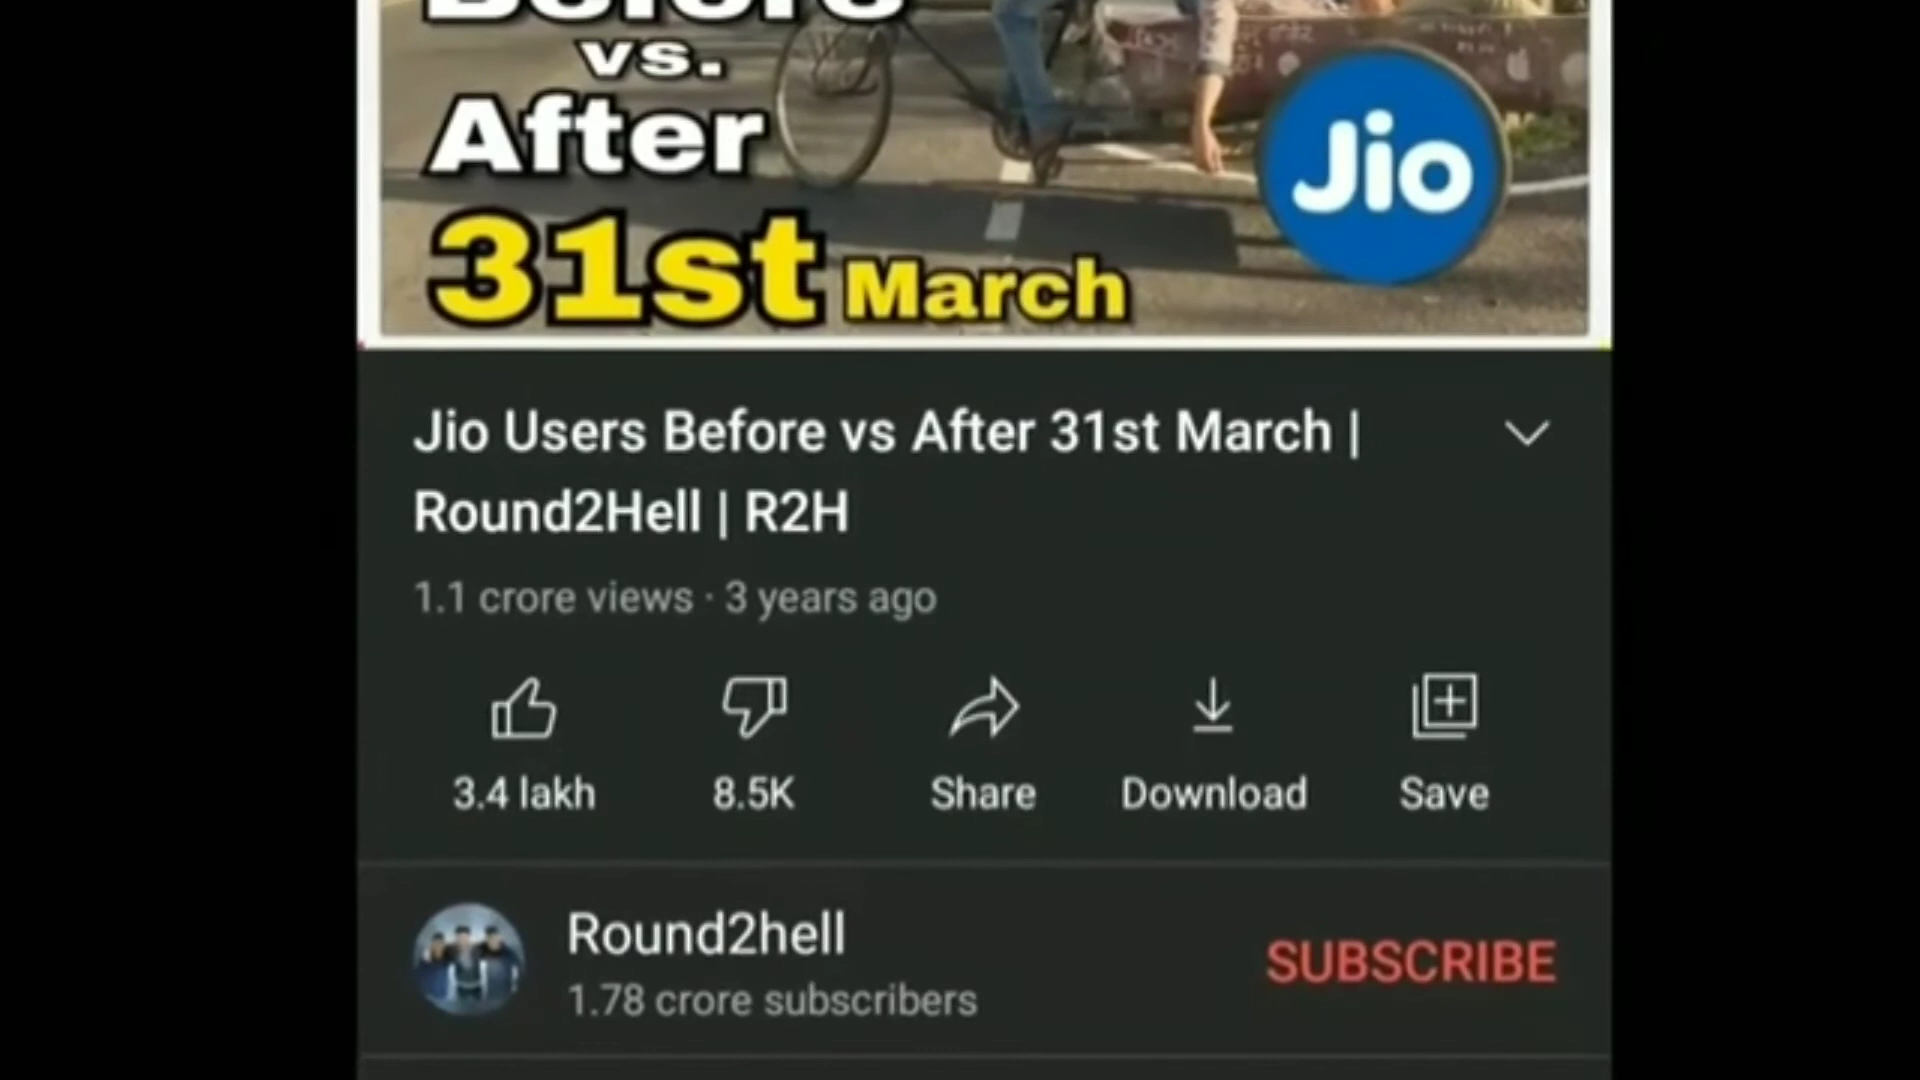 Before
vs.
After
31st March
Jio
Jio Users Before vs After 31st March |
Round2Hell | R2H
1.1 crore views · 3 years ago
3.4 lakh
8.5K
Share
Download
Save
Round2hell
1.78 crore subscribers
SUBSCRIBE